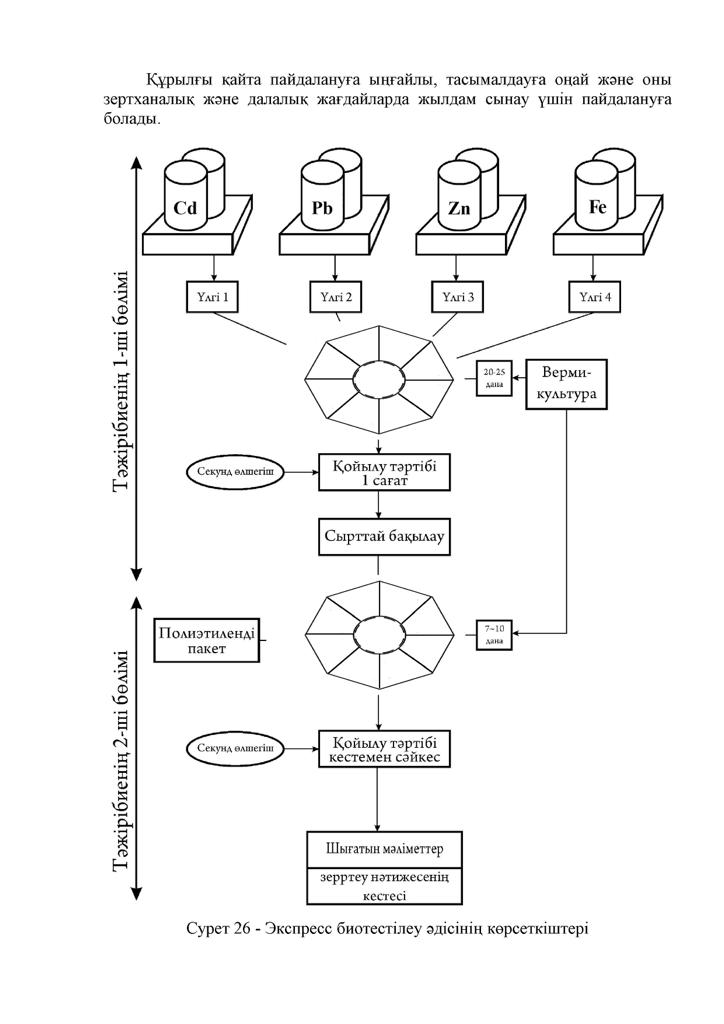 Құрылғы қайта пайдалануға ыңғайлы, тасымалдауға оңай және оны
зертханалық және далалық жағдайларда жылдам сынау үшін пайдалануға
болады.
Cd
Pb
Zn
Fe
Үлгі 1
Үлгі 2
Үлгі 3
Үлгі 4
Тәжірібиенің 1-ші бөлімі
20-25
дана
Верми-
культура
Секунд өлшегіш
Қойылу тәртібі
1 сағат
Сырттай бақылау
Тәжірібиенің 2-ші бөлімі
Полиэтиленді
пакет
7~10
дана
Секунд өлшегіш
Қойылу тәртібі
кестемен сәйкес
Шығатын мәліметтер
зерртеу нәтижесенің
кестесі
Сурет 26 - Экспресс биотестілеу әдісінің көрсеткіштері